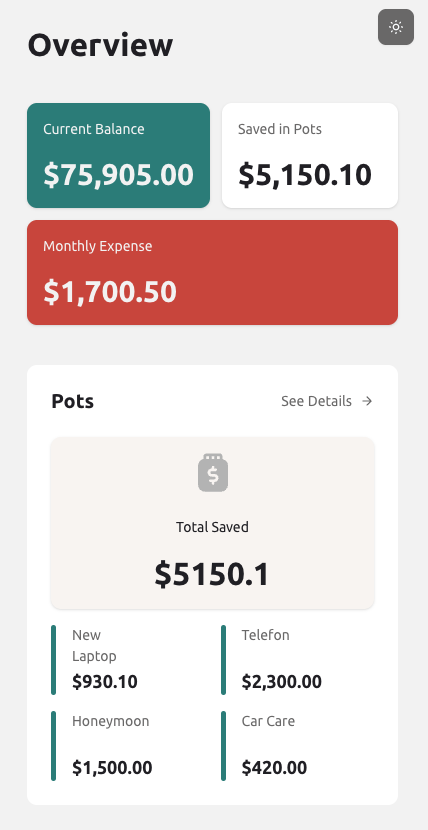 Overview
Current Balance
$75,905.00
Saved in Pots
$5,150.10
Monthly Expense
$1,700.50
Pots
See Details →
$
Total Saved
$5150.1
New
Laptop
$930.10
Telefon
$2,300.00
Honeymoon
$1,500.00
Car Care
$420.00